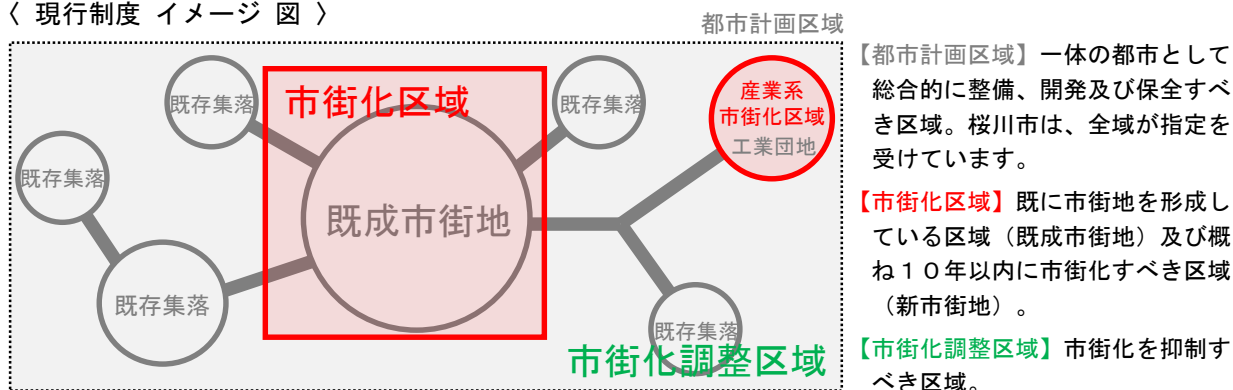 〈 現行制度 イメージ 図 〉
都市計画区域
既存集落
市街化区域
既存集落
産業系
市街化区域
工業団地
既存集落
既成市街地
既存集落
既存集落
市街化調整区域
【都市計画区域】一体の都市として
総合的に整備、開発及び保全すべ
き区域。桜川市は、全域が指定を
受けています。
【市街化区域】既に市街地を形成し
ている区域（既成市街地）及び概
ね１０年以内に市街化すべき区域
（新市街地）。
【市街化調整区域】市街化を抑制す
べき区域。